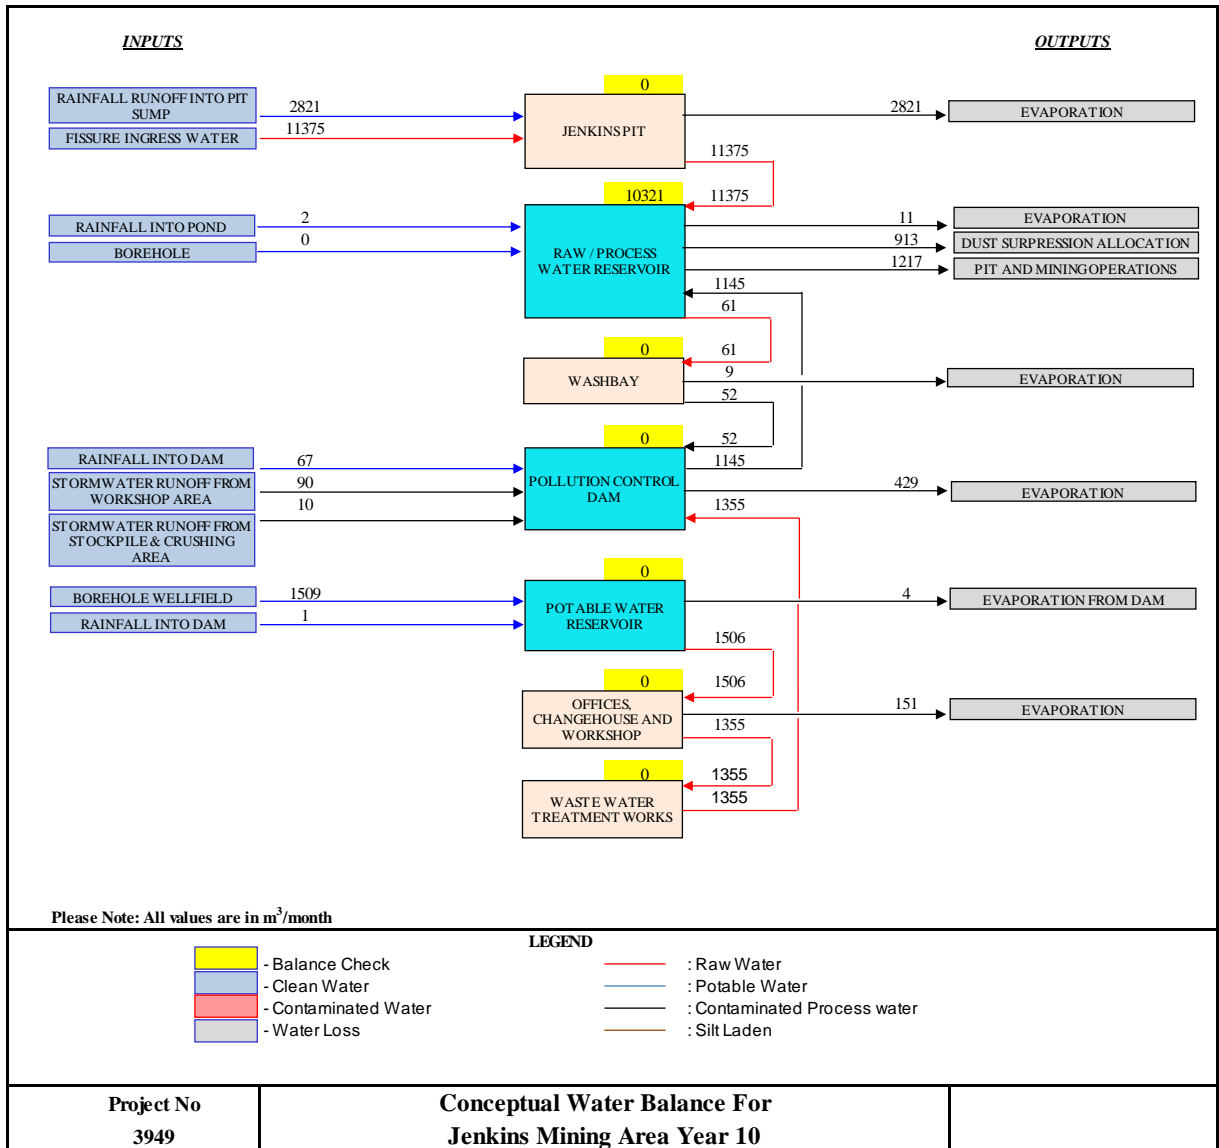 INPUTS
OUTPUTS
0
RAINFALL RUNOFF INTO PIT
SUMP
2821
2821
EVAPORATION
FISSURE INGRESS WATER
11375
JENKINS PIT
11375
10321
11375
RAINFALL INTO POND
2
11
EVAPORATION
BOREHOLE
0
RAW / PROCESS
WATER RESERVOIR
913
DUST SURPRESSION ALLOCATION
1217
PIT AND MINING OPERATIONS
1145
61
0
61
WASHBAY
9
EVAPORATION
52
0
52
RAINFALL INTO DAM
67
1145
STORMWATER RUNOFF FROM
WORKSHOP AREA
90
POLLUTION CONTROL
DAM
429
EVAPORATION
10
1355
STORMWATER RUNOFF FROM
STOCKPILE & CRUSHING
AREA
0
BOREHOLE WELLFIELD
1509
4
EVAPORATION FROM DAM
RAINFALL INTO DAM
1
POTABLE WATER
RESERVOIR
1506
0
1506
OFFICES,
CHANGEHOUSE AND
WORKSHOP
151
EVAPORATION
1355
0
1355
1355
WASTE WATER
TREATMENT WORKS
Please Note: All values are in m³/month
LEGEND
- Balance Check
: Raw Water
- Clean Water
: Potable Water
- Contaminated Water
: Contaminated Process water
- Water Loss
: Silt Laden
Project No
3949
Conceptual Water Balance For
Jenkins Mining Area Year 10